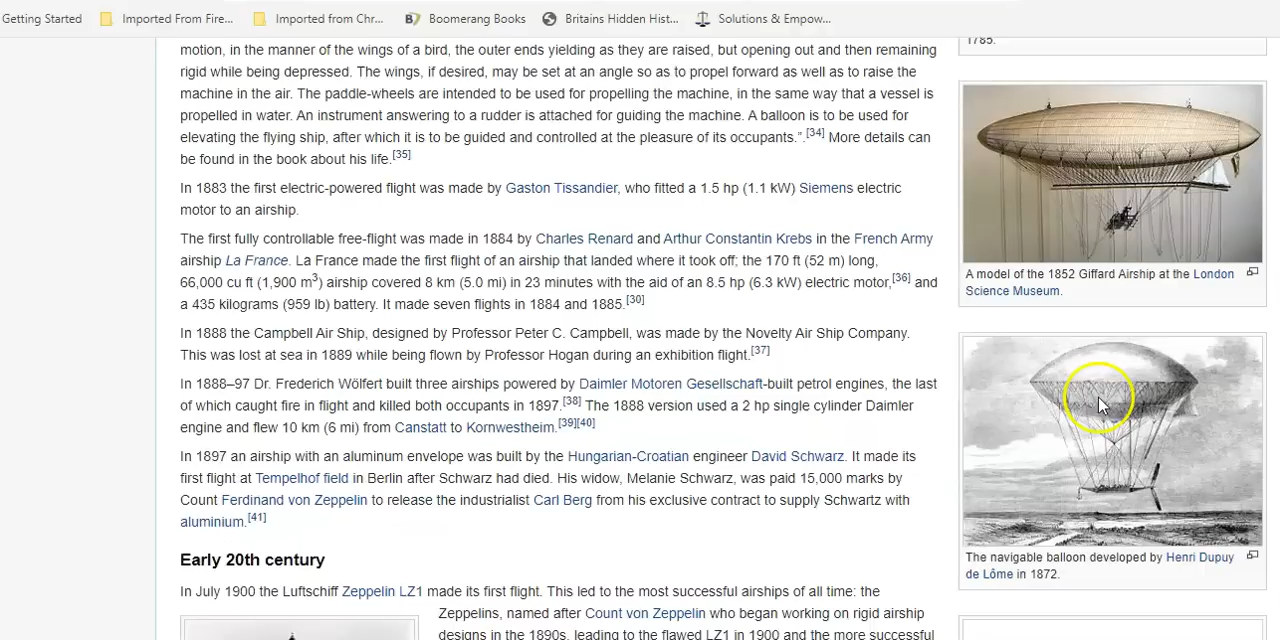 Getting Started Imported From Fire... Imported from Chr... Boomerang Books Britains Hidden Hist... Solutions & Empow...
motion, in the manner of the wings of a bird, the outer ends yielding as they are raised, but opening out and then remaining
rigid while being depressed. The wings, if desired, may be set at an angle so as to propel forward as well as to raise the
machine in the air. The paddle-wheels are intended to be used for propelling the machine, in the same way that a vessel is
propelled in water. An instrument answering to a rudder is attached for guiding the machine. A balloon is to be used for
elevating the flying ship, after which it is to be guided and controlled at the pleasure of its occupants.".[34] More details can
be found in the book about his life.[35]
In 1883 the first electric-powered flight was made by Gaston Tissandier, who fitted a 1.5 hp (1.1 kW) Siemens electric
motor to an airship.
The first fully controllable free-flight was made in 1884 by Charles Renard and Arthur Constantin Krebs in the French Army
airship La France. La France made the first flight of an airship that landed where it took off; the 170 ft (52 m) long,
66,000 cu ft (1,900 m³) airship covered 8 km (5.0 mi) in 23 minutes with the aid of an 8.5 hp (6.3 kW) electric motor,[36] and
a 435 kilograms (959 lb) battery. It made seven flights in 1884 and 1885.[30]
In 1888 the Campbell Air Ship, designed by Professor Peter C. Campbell, was made by the Novelty Air Ship Company.
This was lost at sea in 1889 while being flown by Professor Hogan during an exhibition flight.[37]
In 1888–97 Dr. Frederich Wölfert built three airships powered by Daimler Motoren Gesellschaft-built petrol engines, the last
of which caught fire in flight and killed both occupants in 1897.[38] The 1888 version used a 2 hp single cylinder Daimler
engine and flew 10 km (6 mi) from Canstatt to Kornwestheim.[39][40]
In 1897 an airship with an aluminum envelope was built by the Hungarian-Croatian engineer David Schwarz. It made its
first flight at Tempelhof field in Berlin after Schwarz had died. His widow, Melanie Schwarz, was paid 15,000 marks by
Count Ferdinand von Zeppelin to release the industrialist Carl Berg from his exclusive contract to supply Schwartz with
aluminium.[41]
Early 20th century
In July 1900 the Luftschiff Zeppelin LZ1 made its first flight. This led to the most successful airships of all time: the
Zeppelins, named after Count von Zeppelin who began working on rigid airship
designs in the 1890s, leading to the flawed LZ1 in 1900 and the more successful
1785.
A model of the 1852 Giffard Airship at the London
Science Museum.
The navigable balloon developed by Henri Dupuy
de Lôme in 1872.